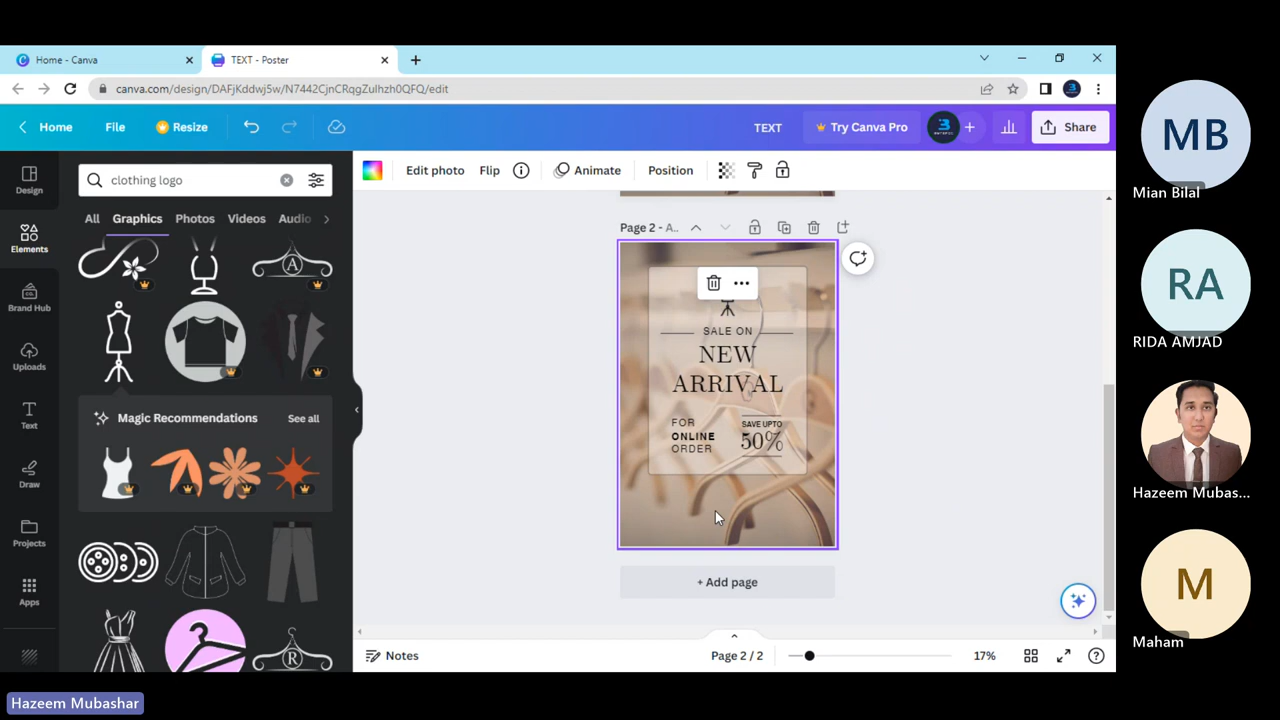 Home - Canva
TEXT - Poster
canva.com/design/DAFjKddwj5w/N7442CjnCRqgZulhzh0QFQ/edit
Home File Resize TEXT Try Canva Pro Share
Design
Elements
Brand Hub
Uploads
Text
Draw
Projects
Apps
clothing logo
All Graphics Photos Videos Audio
A
Magic Recommendations See all
R
Edit photo Flip Animate Position
Page 2 - A..
SALE ON
NEW
ARRIVAL
FOR
ONLINE
ORDER
SAVE UPTO
50%
+ Add page
Notes Page 2 / 2 17%
MB
Mian Bilal
RA
RIDA AMJAD
Hazeem Mubas...
M
Maham
Hazeem Mubashar